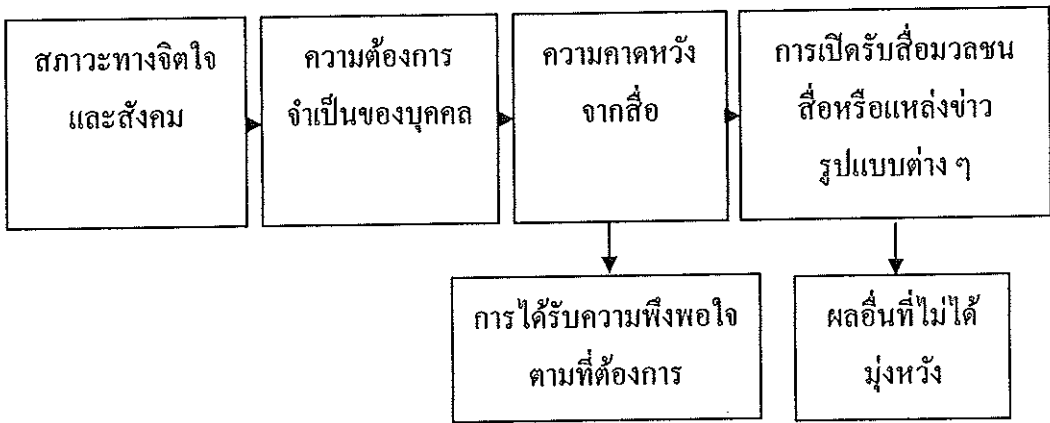 สภาวะทางจิตใจ
และสังคม
ความต้องการ
จำเป็นของบุคคล
ความคาดหวัง
จากสื่อ
การเปิดรับสื่อมวลชน
สื่อหรือแหล่งข่าว
รูปแบบต่าง ๆ
การได้รับความพึงพอใจ
ตามที่ต้องการ
ผลอื่นที่ไม่ได้
มุ่งหวัง